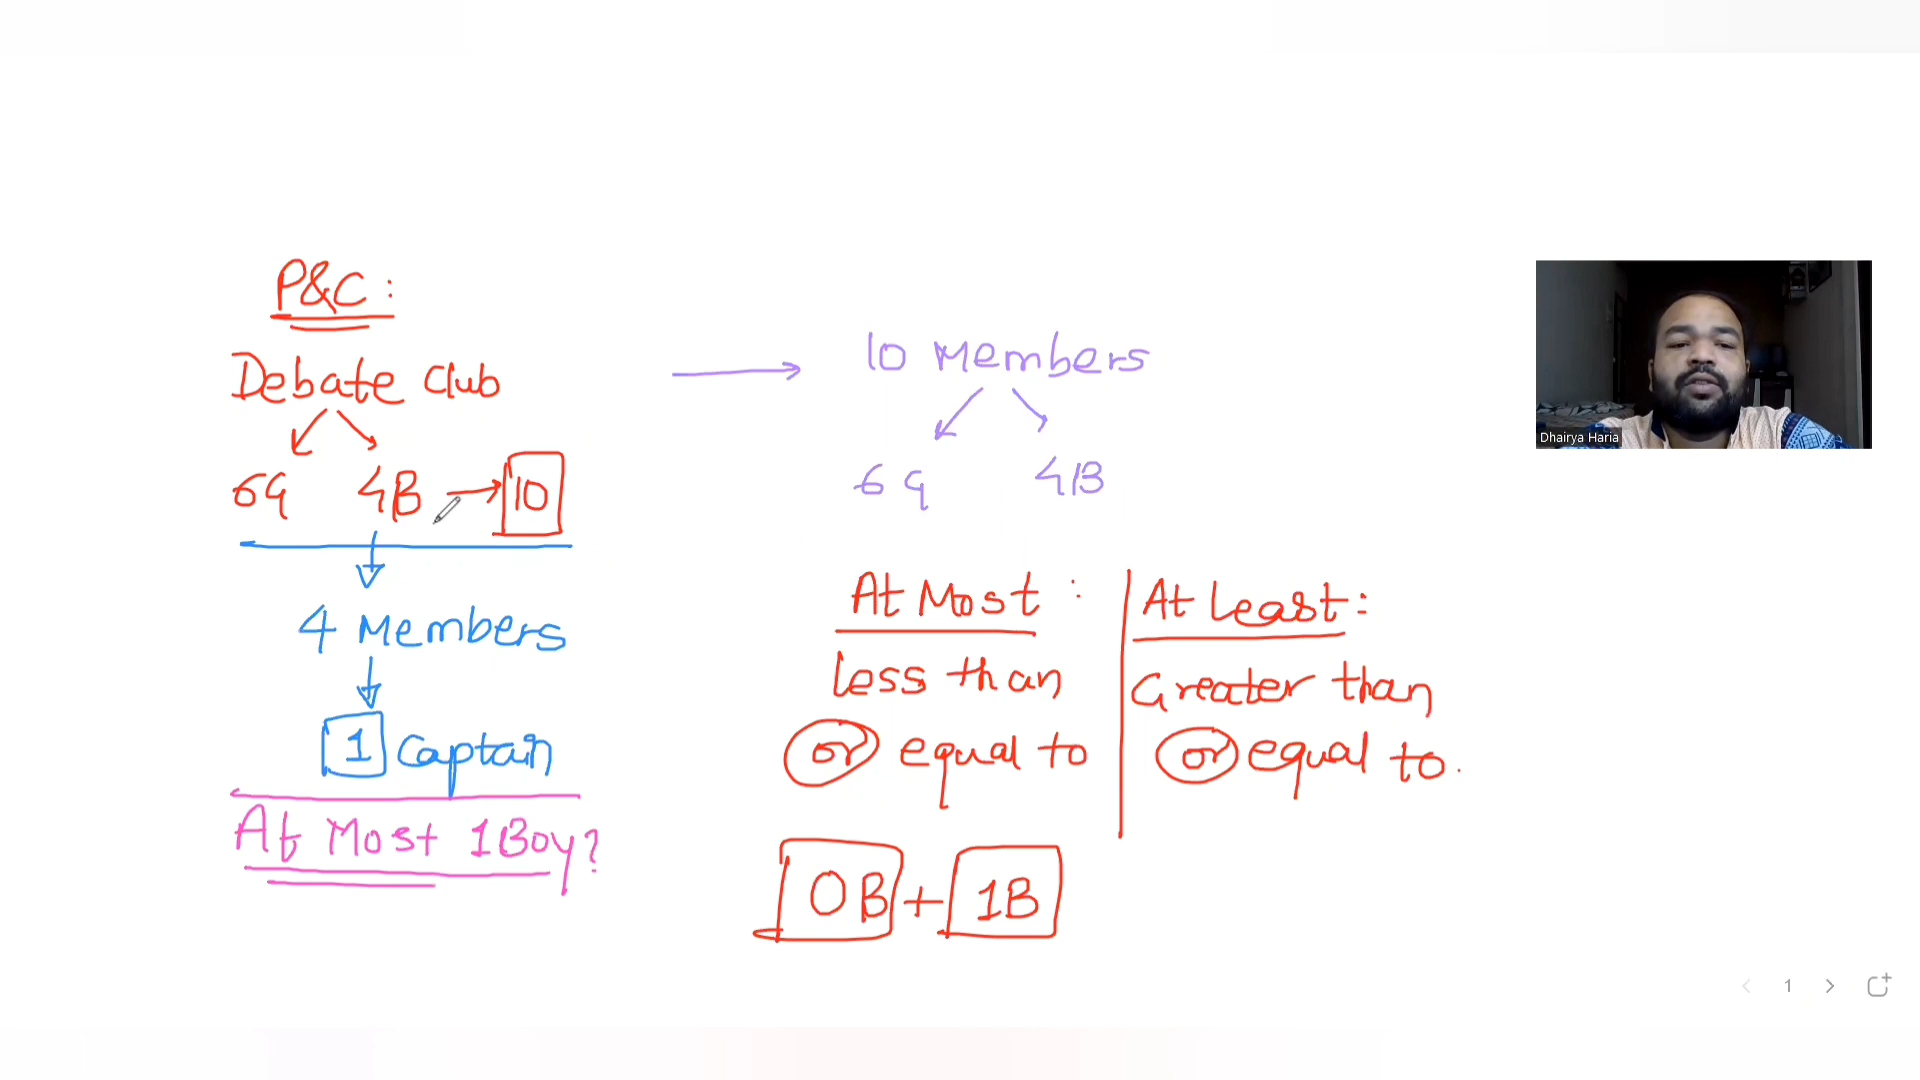 P&C:
Debate Club
6G 4B → 10
4 Members
1 Captain
At Most 1Boy?
10 Members
6 G 4B
At Most :
less than
or equal to
At least:
Greater than
or equal to.
0B + 1B
Dhairya Haria
1